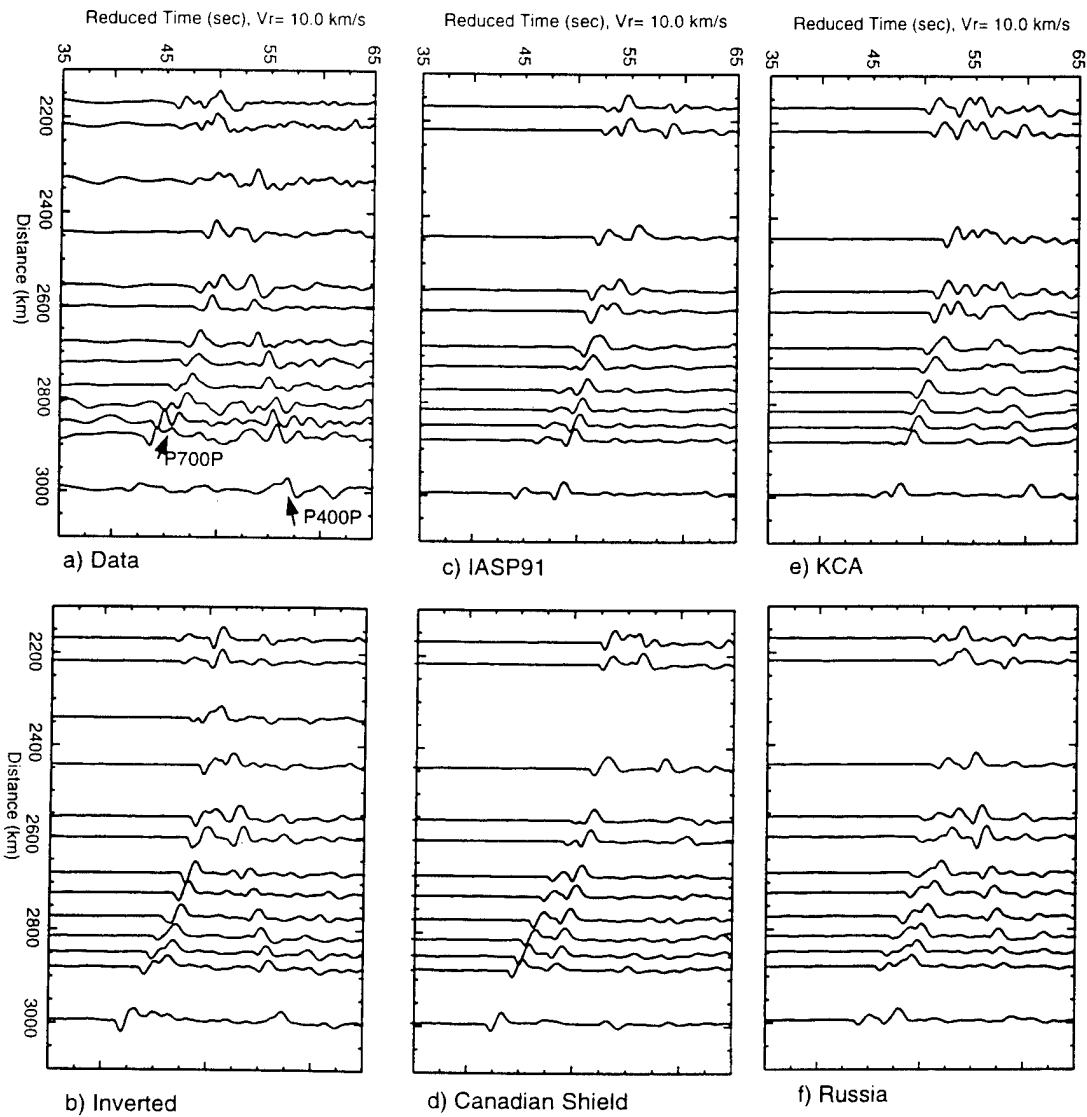 Reduced Time (sec), Vr= 10.0 km/s
Reduced Time (sec), Vr= 10.0 km/s
Reduced Time (sec), Vr= 10.0 km/s
35 45 55 65
35 45 55 65
35 45 55 65
2200
2400
2600
2800
3000
Distance (km)
P700P
P400P
a) Data
c) IASP91
e) KCA
2200
2400
2600
2800
3000
Distance (km)
b) Inverted
d) Canadian Shield
f) Russia